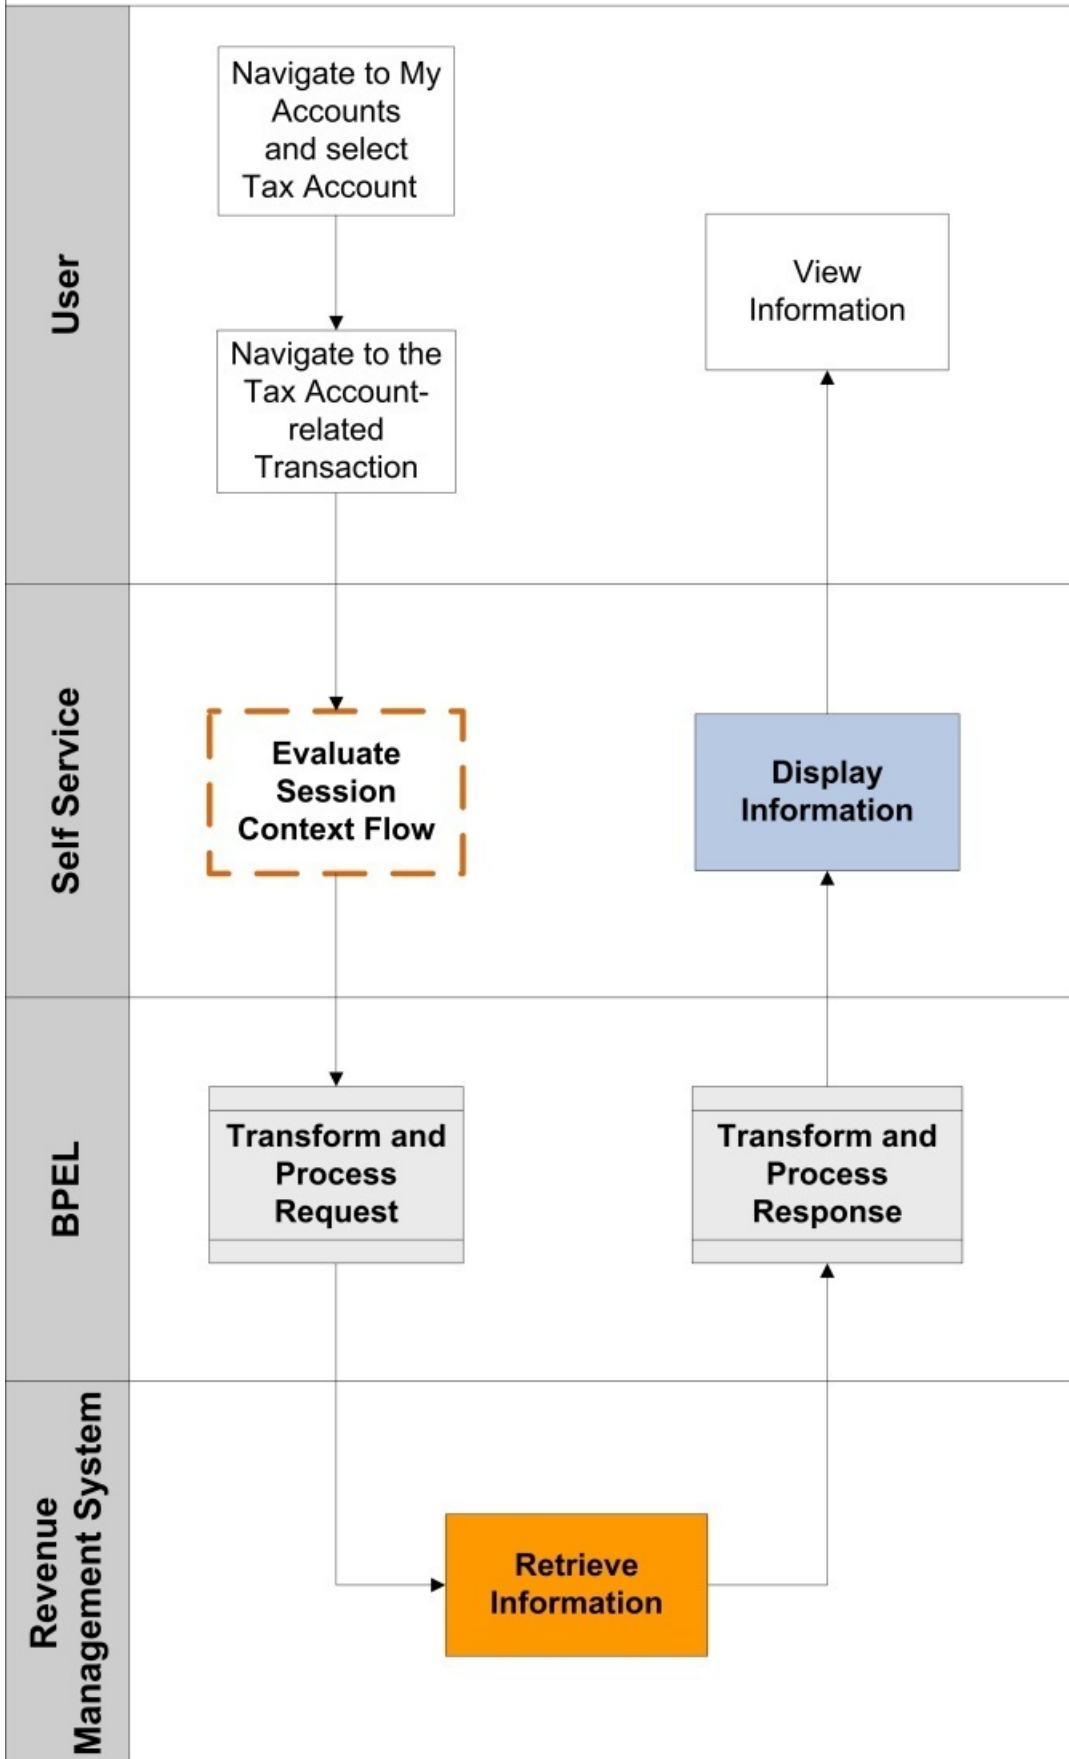 User
Navigate to My
Accounts
and select
Tax Account
View
Information
Navigate to the
Tax Account-
related
Transaction
Self Service
Evaluate
Session
Context Flow
Display
Information
BPEL
Transform and
Process
Request
Transform and
Process
Response
Revenue
Management System
Retrieve
Information